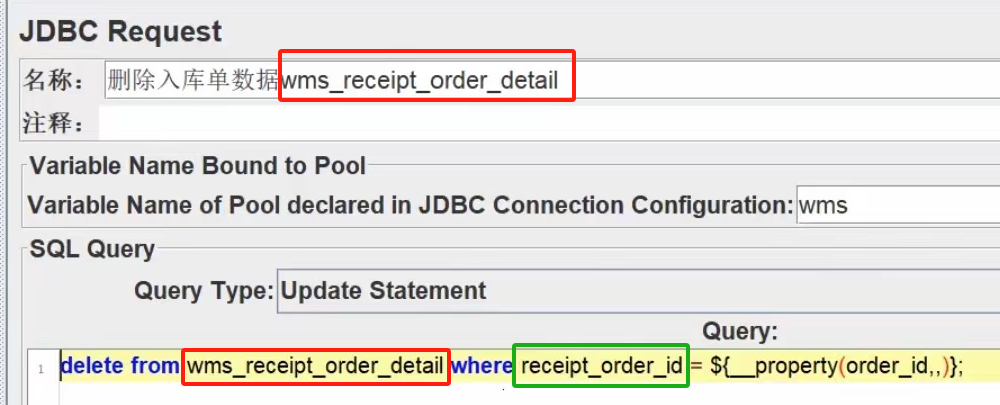 JDBC Request
名称： 删除入库单数据wms_receipt_order_detail
注释：
Variable Name Bound to Pool
Variable Name of Pool declared in JDBC Connection Configuration: wms
SQL Query
Query Type: Update Statement
Query:
1 delete from wms_receipt_order_detail where receipt_order_id = ${__property(order_id,,)};